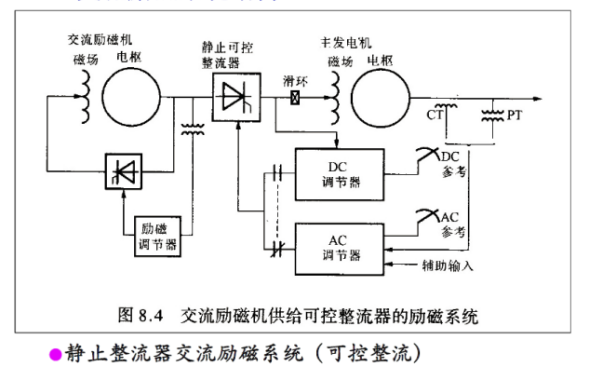 交流励磁机
磁场 电枢
静止可控
整流器
滑环
主发电机
磁场 电枢
CT
PT
DC
调节器
DC
参考
励磁
调节器
AC
调节器
AC
参考
辅助输入
图 8.4 交流励磁机供给可控整流器的励磁系统
●静止整流器交流励磁系统（可控整流）